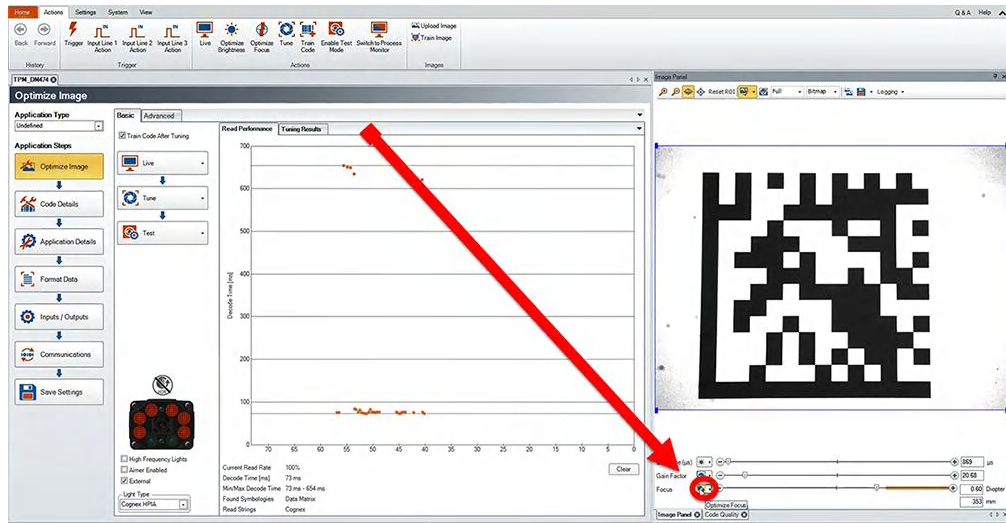 Home Actions Settings System View Q & A Help
Back Forward Trigger Input Line 1 Action Input Line 2 Action Input Line 3 Action Live Optimize Brightness Optimize Focus Tune Train Code Enable Test Mode Switch to Process Monitor Upload Image
Train Image
History Trigger Actions Images
TPM_DM474
Image Panel
Optimize Image
Reset ROI Full Bitmap Logging
Application Type
Undefined
Application Steps
Optimize Image
Code Details
Application Details
Format Data
Inputs / Outputs
Communications
Save Settings
Basic Advanced
Train Code After Tuning
Live
Tune
Test
High Frequency Lights
Aimer Enabled
External
Light Type
Cognex HPIA
Read Performance Tuning Results
Decode Time [ms]
700
600
500
400
300
200
100
0
70 65 60 55 50 45 40 35 30 25 20 15 10 5 0
Current Read Rate 100%
Decode Time [ms] 73 ms
Min/Max Decode Time 73 ms - 654 ms
Found Symbologies Data Matrix
Read Strings Cognex
Clear
(µs) 869 µs
Gain Factor 20.68
Focus 0.60 Diopter
353 mm
Optimize Focus
Image Panel Code Quality